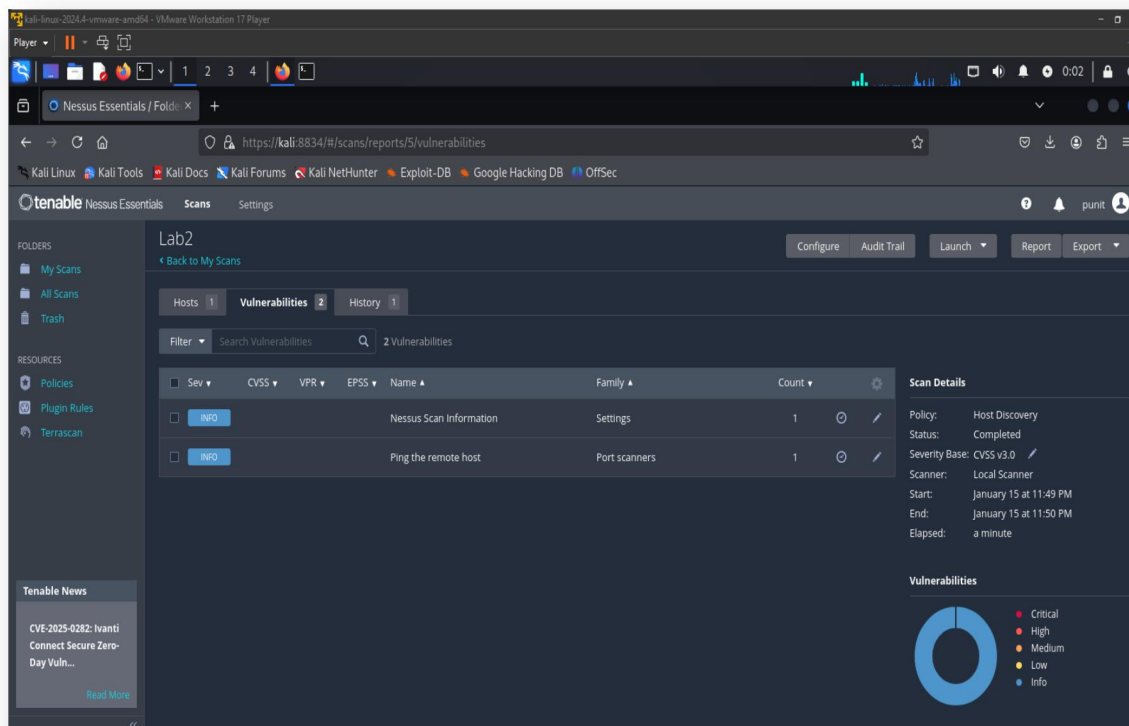 kali-linux-2024.4-vmware-amd64 - VMware Workstation 17 Player
Player
1 2 3 4 0:02
Nessus Essentials / Folde
https://kali:8834/#/scans/reports/5/vulnerabilities
Kali Linux Kali Tools Kali Docs Kali Forums Kali NetHunter Exploit-DB Google Hacking DB OffSec
tenable Nessus Essentials Scans Settings punit
FOLDERS
My Scans
All Scans
Trash
RESOURCES
Policies
Plugin Rules
Terrascan
Tenable News
CVE-2025-0282: Ivanti
Connect Secure Zero-
Day Vuln...
Read More
Lab2
Back to My Scans
Configure Audit Trail Launch Report Export
Hosts 1 Vulnerabilities 2 History 1
Filter Search Vulnerabilities 2 Vulnerabilities
Sev CVSS VPR EPSS Name Family Count
INFO Nessus Scan Information Settings 1
INFO Ping the remote host Port scanners 1
Scan Details
Policy: Host Discovery
Status: Completed
Severity Base: CVSS v3.0
Scanner: Local Scanner
Start: January 15 at 11:49 PM
End: January 15 at 11:50 PM
Elapsed: a minute
Vulnerabilities
Critical
High
Medium
Low
Info